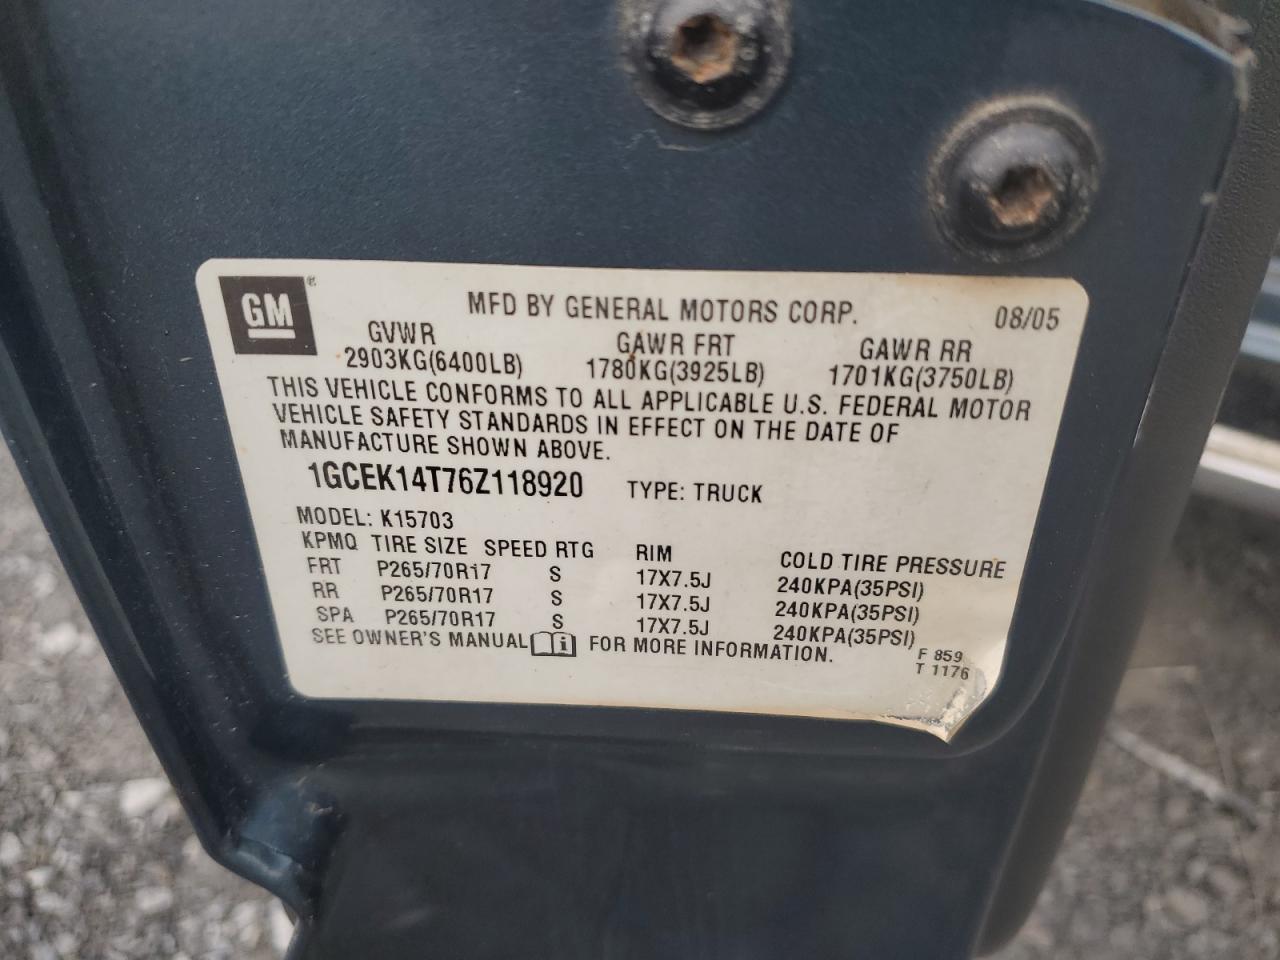 GM®
MFD BY GENERAL MOTORS CORP. 08/05
GVWR GAWR FRT GAWR RR
2903KG(6400LB) 1780KG(3925LB) 1701KG(3750LB)
THIS VEHICLE CONFORMS TO ALL APPLICABLE U.S. FEDERAL MOTOR
VEHICLE SAFETY STANDARDS IN EFFECT ON THE DATE OF
MANUFACTURE SHOWN ABOVE.
1GCEK14T76Z118920 TYPE: TRUCK
MODEL: K15703
KPMQ TIRE SIZE SPEED RTG RIM COLD TIRE PRESSURE
FRT P265/70R17 S 17X7.5J 240KPA(35PSI)
RR P265/70R17 S 17X7.5J 240KPA(35PSI)
SPA P265/70R17 S 17X7.5J 240KPA(35PSI)
SEE OWNER'S MANUAL i FOR MORE INFORMATION.
F 859
T 1176